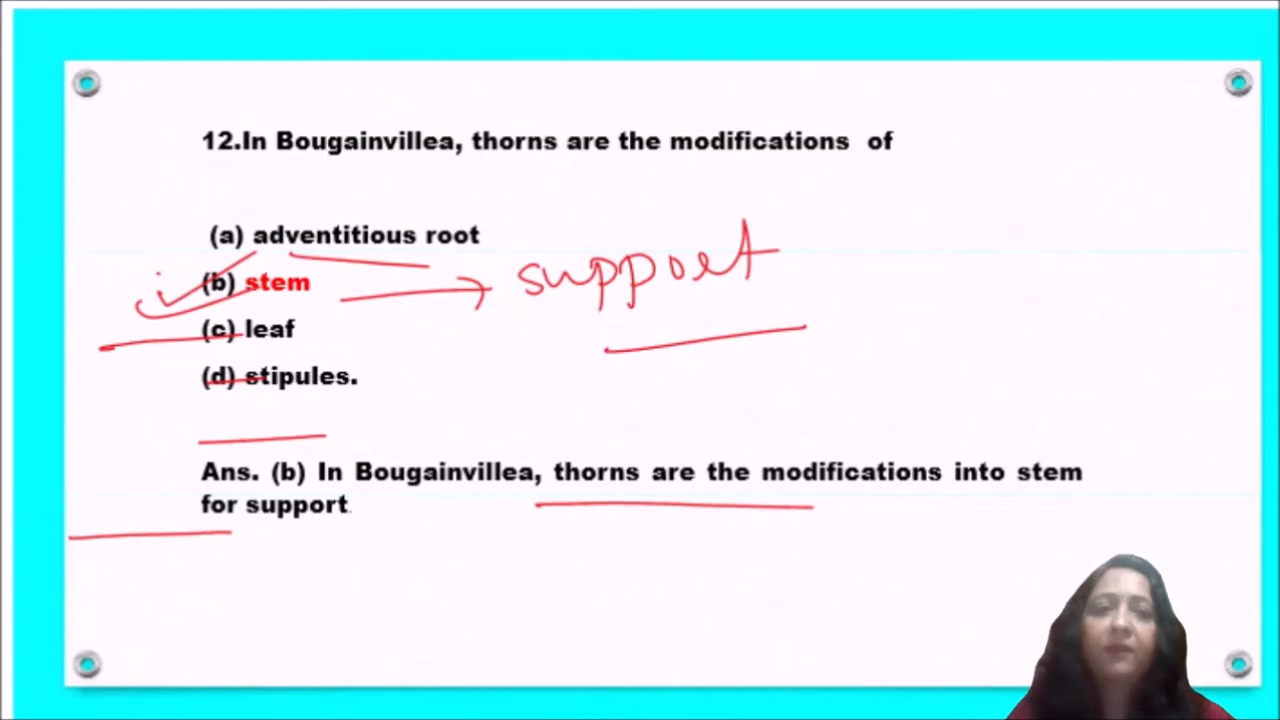 12.In Bougainvillea, thorns are the modifications of
(a) adventitious root
(b) stem
support
(c) leaf
(d) stipules.
Ans. (b) In Bougainvillea, thorns are the modifications into stem
for support.